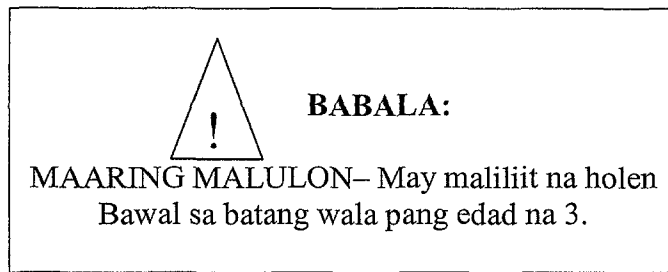 !
BABALA:
MAARING MALULON– May maliliit na holen
Bawal sa batang wala pang edad na 3.